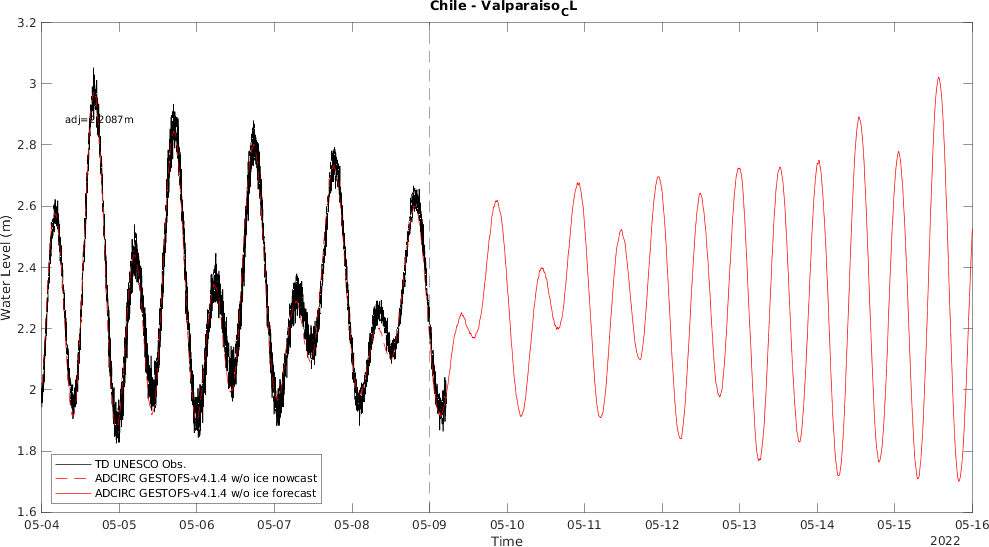 Chile - Valparaiso_CL
3.2
3
2.8
2.6
2.4
2.2
2
1.8
1.6
Water Level (m)
adj=2.2087m
TD UNESCO Obs.
ADCIRC GESTOFS-v4.1.4 w/o ice nowcast
ADCIRC GESTOFS-v4.1.4 w/o ice forecast
05-04 05-05 05-06 05-07 05-08 05-09 05-10 05-11 05-12 05-13 05-14 05-15 05-16
Time
2022